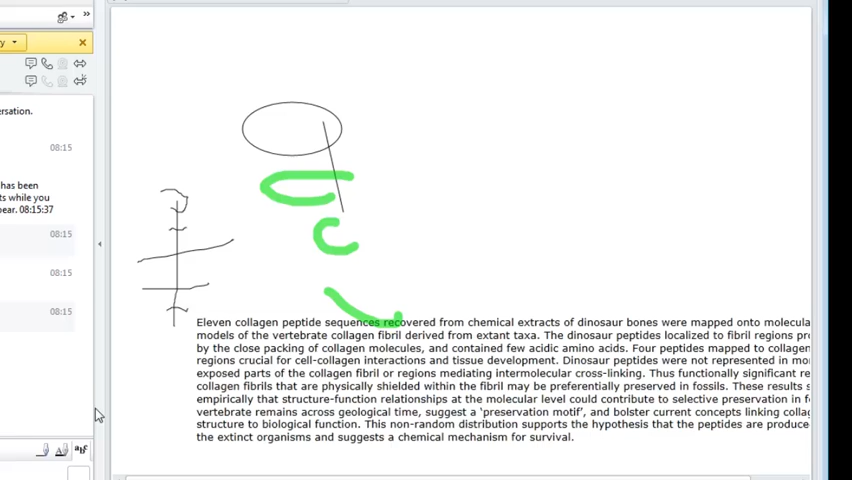 ersation.
08:15
has been
ts while you
pear. 08:15:37
08:15
08:15
08:15
abc
Eleven collagen peptide sequences recovered from chemical extracts of dinosaur bones were mapped onto molecula
models of the vertebrate collagen fibril derived from extant taxa. The dinosaur peptides localized to fibril regions pro
by the close packing of collagen molecules, and contained few acidic amino acids. Four peptides mapped to collagen
regions crucial for cell-collagen interactions and tissue development. Dinosaur peptides were not represented in mor
exposed parts of the collagen fibril or regions mediating intermolecular cross-linking. Thus functionally significant re
collagen fibrils that are physically shielded within the fibril may be preferentially preserved in fossils. These results s
empirically that structure-function relationships at the molecular level could contribute to selective preservation in f
vertebrate remains across geological time, suggest a ‘preservation motif’, and bolster current concepts linking collag
structure to biological function. This non-random distribution supports the hypothesis that the peptides are produce
the extinct organisms and suggests a chemical mechanism for survival.